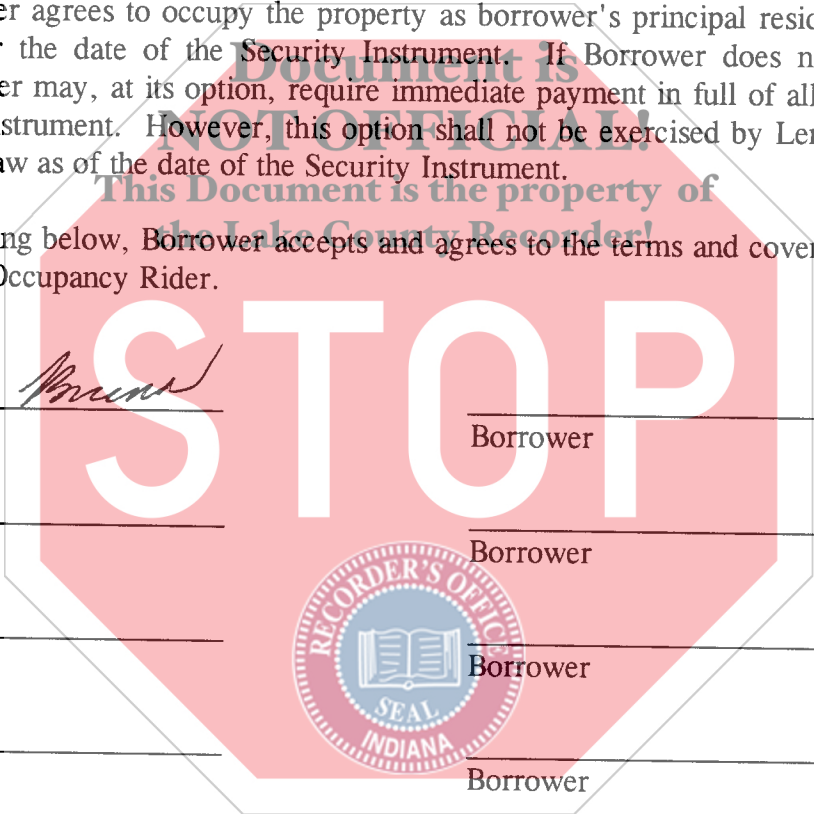 er agrees to occupy the property as borrower's principal resid
r the date of the Security Instrument. If Borrower does n
Document is
er may, at its option, require immediate payment in full of all
NOT OFFICIAL!
strument. However, this option shall not be exercised by Len
aw as of the date of the Security Instrument.
This Document is the property of
the Lake County Recorder!
ng below, Borrower accepts and agrees to the terms and cover
Occupancy Rider.
STOP
Borrower
Borrower
Borrower
Borrower
RECORDER'S OFFICE
SEAL
INDIANA